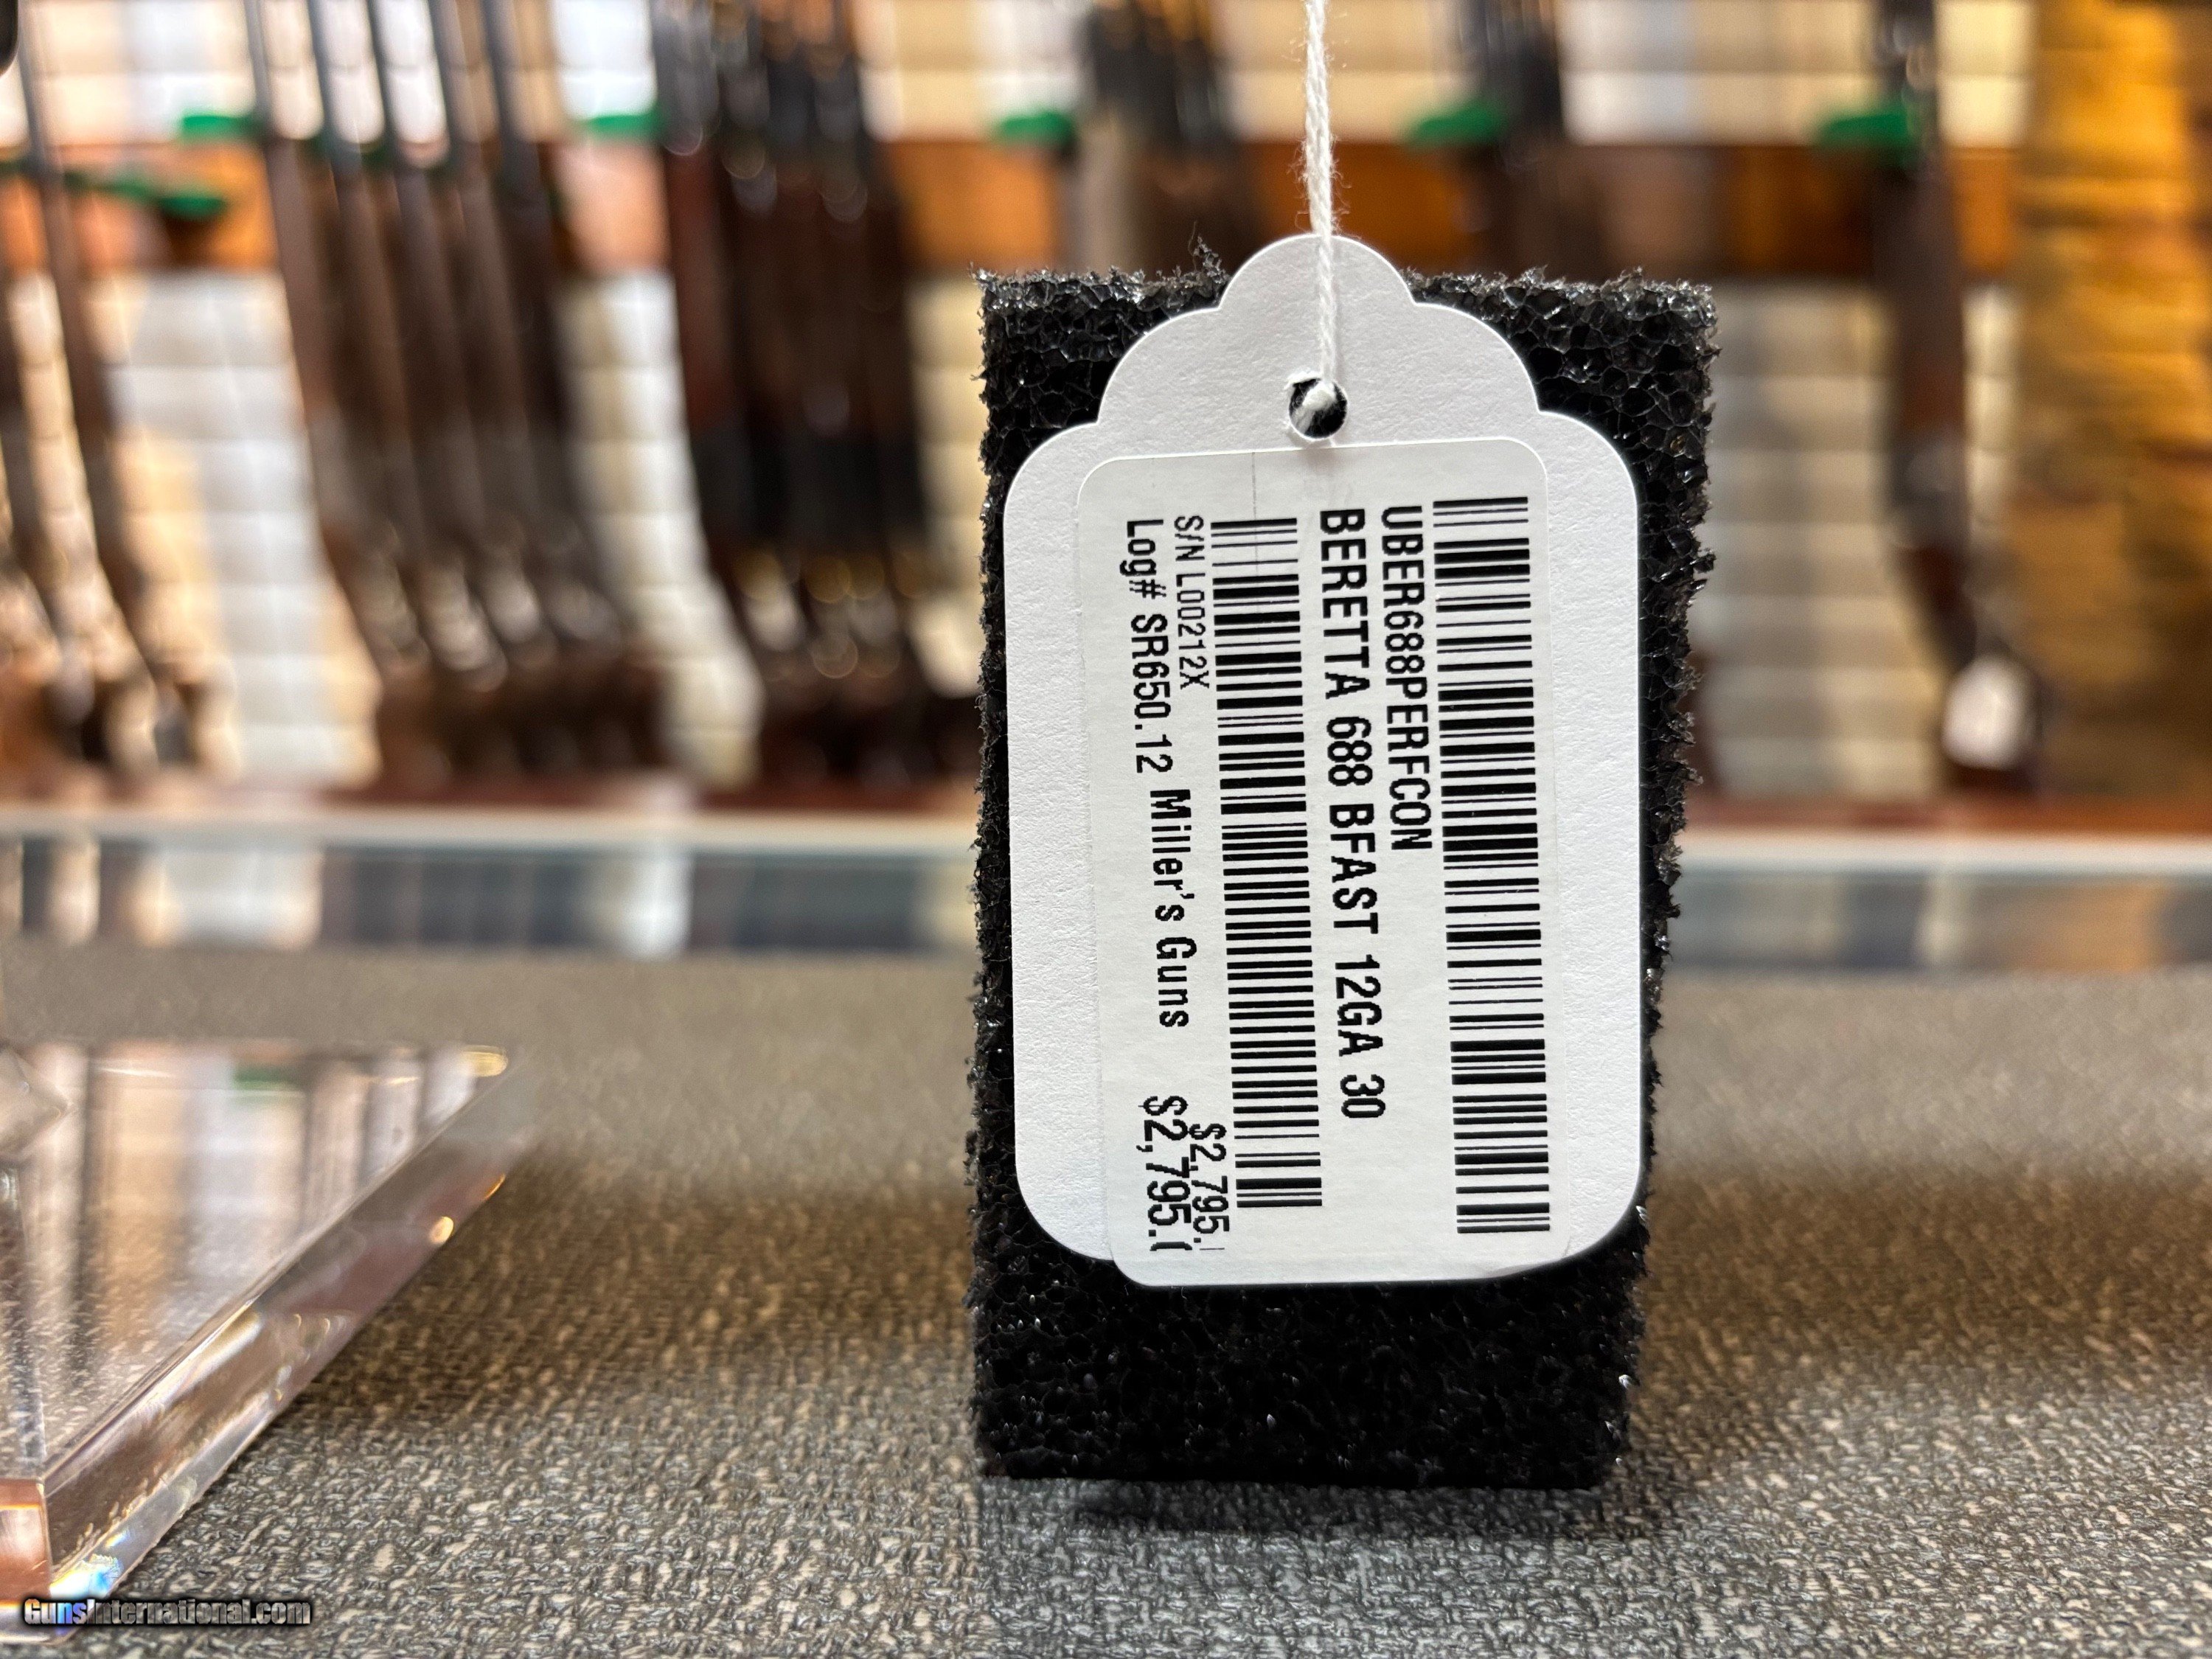 UBER688PERFCON
BERETTA 688 BFAST 12GA 30
S/N L00212X
$2,795.
Log# SR650.12 Miller's Guns $2,795.(
GunsInternational.com